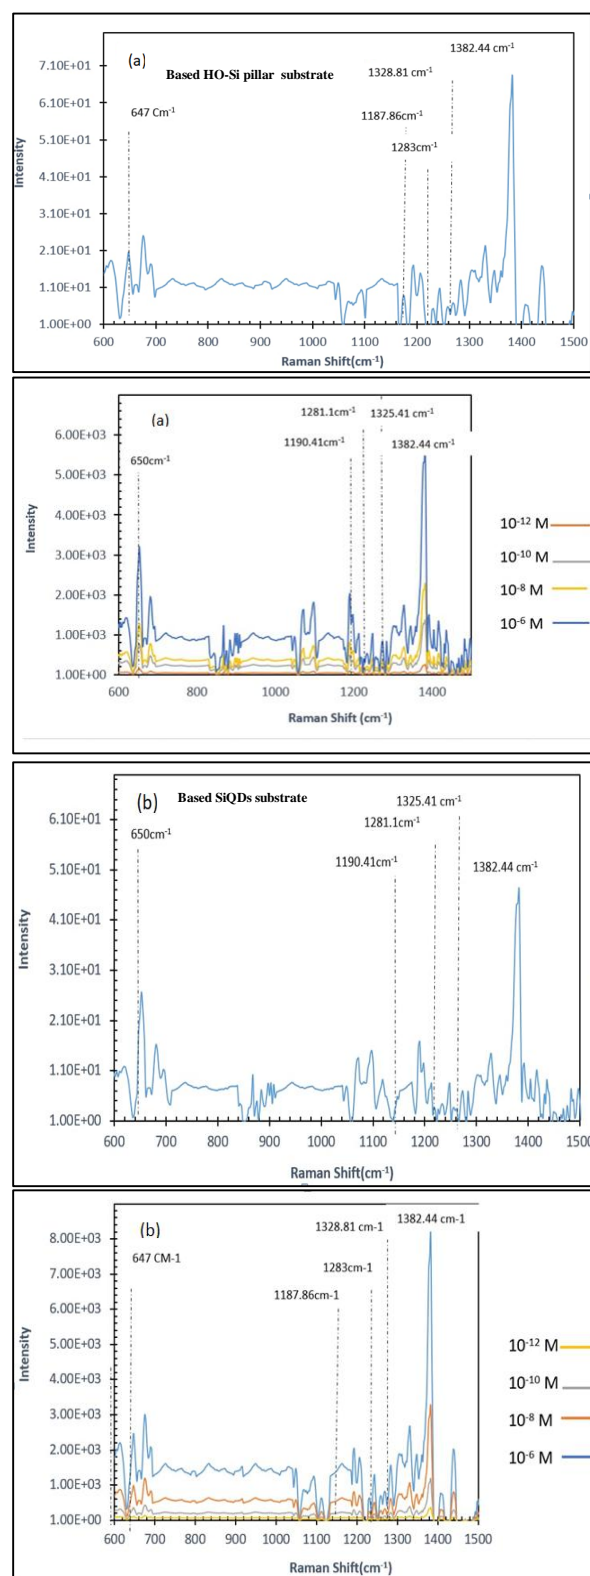 (a)
Based HO-Si pillar substrate
1382.44 cm-1
1328.81 cm-1
647 Cm-1
1187.86cm-1
1283cm-1
7.10E+01
6.10E+01
5.10E+01
4.10E+01
3.10E+01
2.10E+01
1.10E+01
1.00E+00
Intensity
600 700 800 900 1000 1100 1200 1300 1400 1500
Raman Shift(cm-1)
(a)
1281.1cm-1 1325.41 cm-1
1190.41cm-1 1382.44 cm-1
650cm-1
6.00E+03
5.00E+03
4.00E+03
3.00E+03
2.00E+03
1.00E+03
1.00E+00
Intensity
600 800 1000 1200 1400
Raman Shift (cm-1)
10-12 M
10-10 M
10-8 M
10-6 M
(b)
Based SiQDs substrate
1325.41 cm-1
1281.1cm-1
650cm-1
1190.41cm-1
1382.44 cm-1
6.10E+01
5.10E+01
4.10E+01
3.10E+01
2.10E+01
1.10E+01
1.00E+00
Intensity
600 700 800 900 1000 1100 1200 1300 1400 1500
Raman Shift(cm-1)
(b)
1328.81 cm-1 1382.44 cm-1
647 CM-1
1283cm-1
1187.86cm-1
8.00E+03
7.00E+03
6.00E+03
5.00E+03
4.00E+03
3.00E+03
2.00E+03
1.00E+03
1.00E+00
Intensity
600 700 800 900 1000 1100 1200 1300 1400 1500
Raman Shift(cm-1)
10-12 M
10-10 M
10-8 M
10-6 M